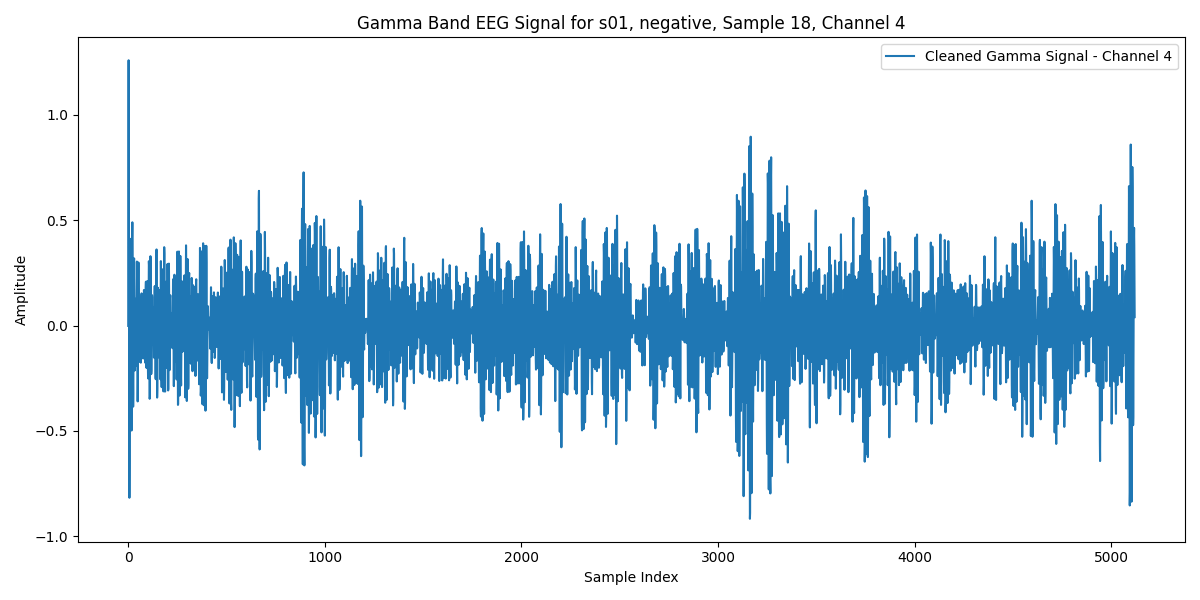 Gamma Band EEG Signal for s01, negative, Sample 18, Channel 4
Cleaned Gamma Signal - Channel 4
Amplitude
1.0
0.5
0.0
−0.5
−1.0
0 1000 2000 3000 4000 5000
Sample Index